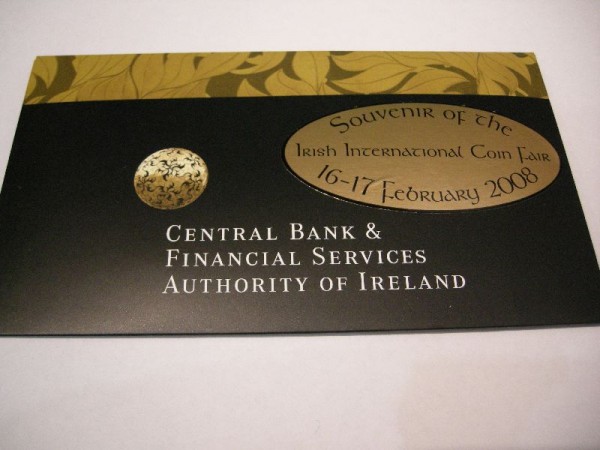 Souvenir of the
Irish International Coin Fair
16-17 February 2008
Central Bank &
Financial Services
Authority of Ireland